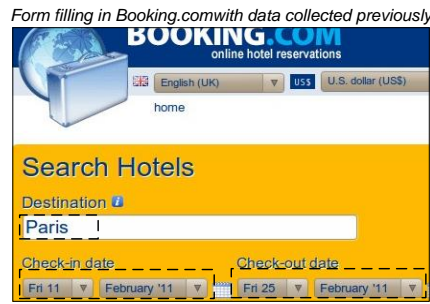 Form filling in Booking.comwith data collected previously
BOOKING.COM
online hotel reservations
English (UK) US$ U.S. dollar (US$)
home
Search Hotels
Destination i
Paris
Check-in date Check-out date
Fri 11 February '11 Fri 25 February '11